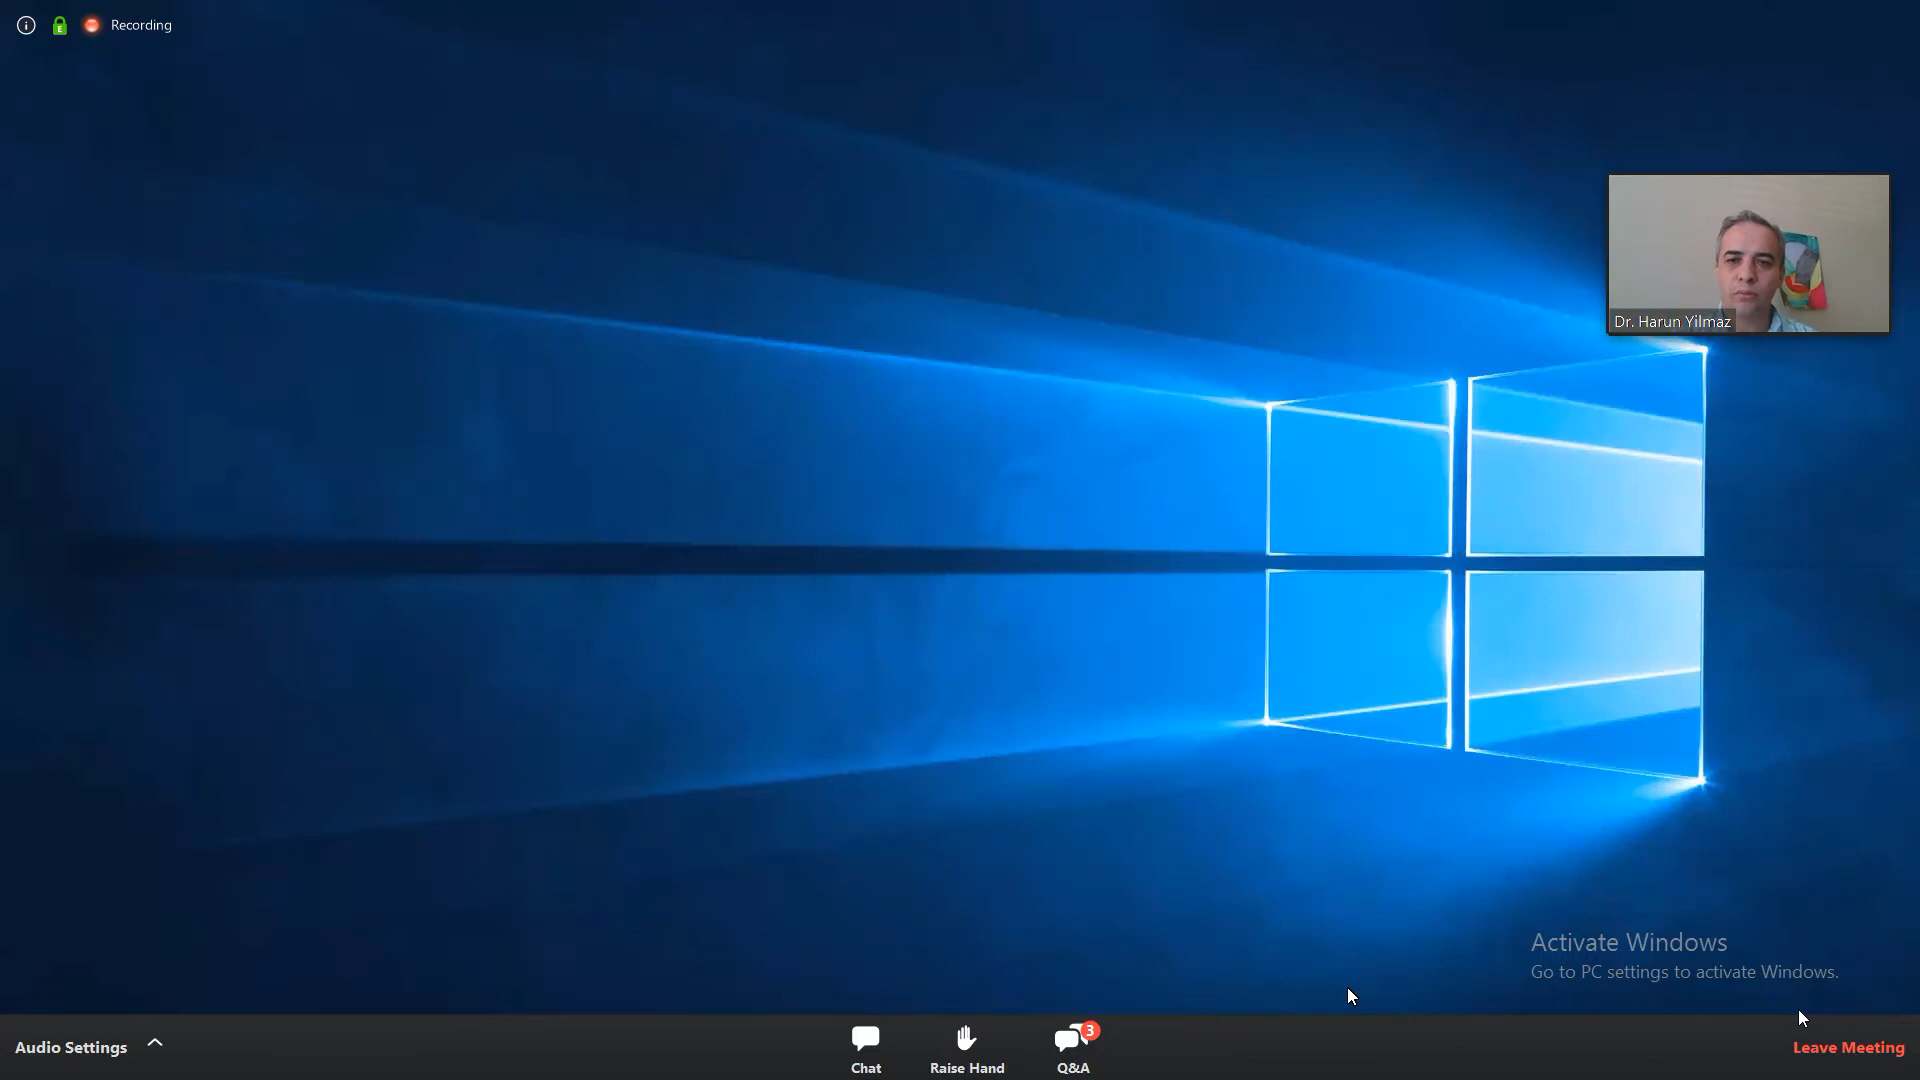 Recording
Dr. Harun Yilmaz
Activate Windows
Go to PC settings to activate Windows.
Audio Settings
Chat
Raise Hand
3
Q&A
Leave Meeting